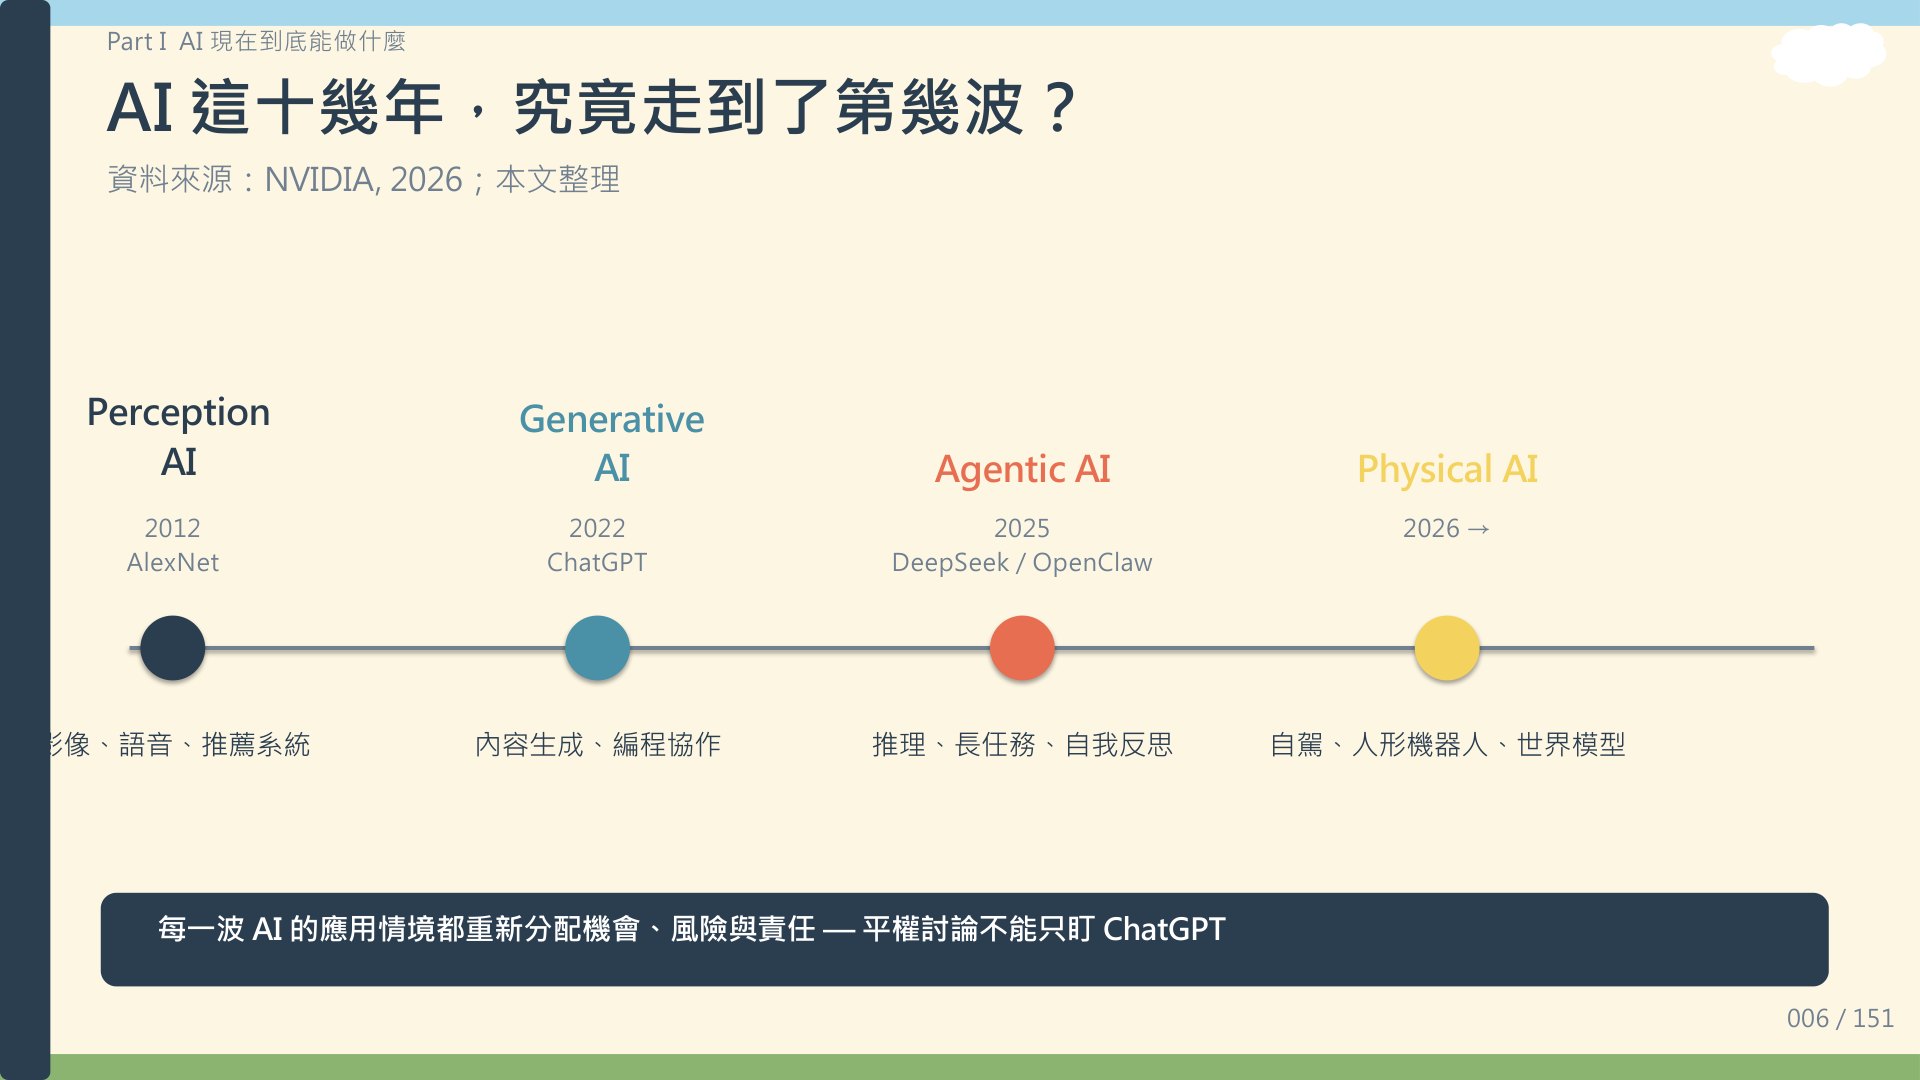 Part I  AI 現在到底能做什麼
AI 這十幾年，究竟走到了第幾波？
資料來源：NVIDIA, 2026；本文整理
Perception
AI
2012
AlexNet
影像、語音、推薦系統
Generative
AI
2022
ChatGPT
內容生成、編程協作
Agentic AI
2025
DeepSeek / OpenClaw
推理、長任務、自我反思
Physical AI
2026 →
自駕、人形機器人、世界模型
每一波 AI 的應用情境都重新分配機會、風險與責任 — 平權討論不能只盯 ChatGPT
006 / 151